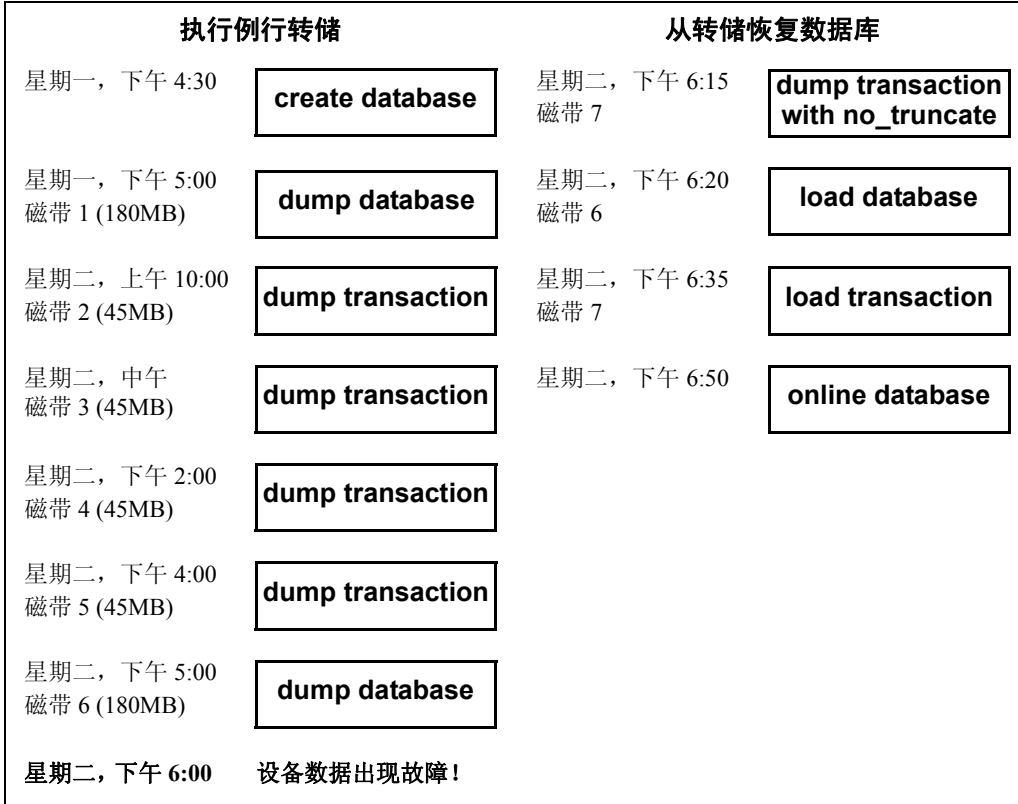 执行例行转储
星期一，下午 4:30
create database
星期一，下午 5:00
磁带 1 (180MB)
dump database
星期二，上午 10:00
磁带 2 (45MB)
dump transaction
星期二，中午
磁带 3 (45MB)
dump transaction
星期二，下午 2:00
磁带 4 (45MB)
dump transaction
星期二，下午 4:00
磁带 5 (45MB)
dump transaction
星期二，下午 5:00
磁带 6 (180MB)
dump database
星期二，下午 6:00 设备数据出现故障！
从转储恢复数据库
星期二，下午 6:15
磁带 7
dump transaction
with no_truncate
星期二，下午 6:20
磁带 6
load database
星期二，下午 6:35
磁带 7
load transaction
星期二，下午 6:50
online database